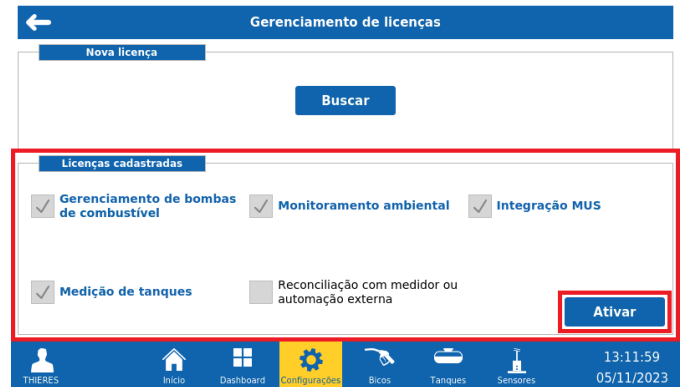 Gerenciamento de licenças
Nova licença
Buscar
Licenças cadastradas
Gerenciamento de bombas
de combustível
Monitoramento ambiental
Integração MUS
Medição de tanques
Reconciliação com medidor ou
automação externa
Ativar
THIERES
Início
Dashboard
Configurações
Bicos
Tanques
Sensores
13:11:59
05/11/2023